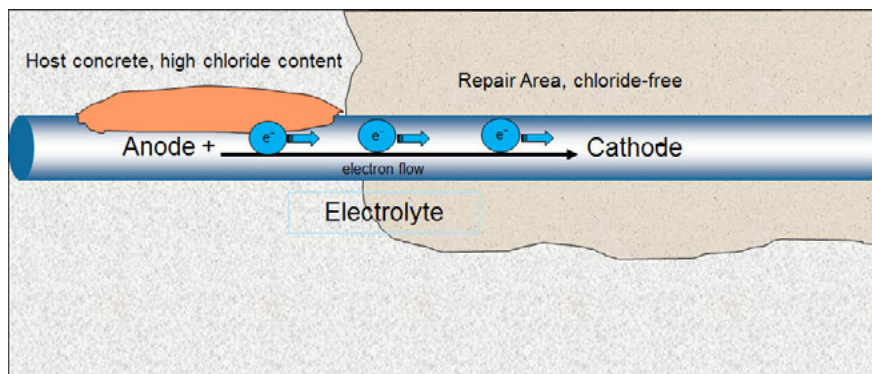 Host concrete, high chloride content
Repair Area, chloride-free
e-
e-
e-
Anode +
Cathode
electron flow
Electrolyte